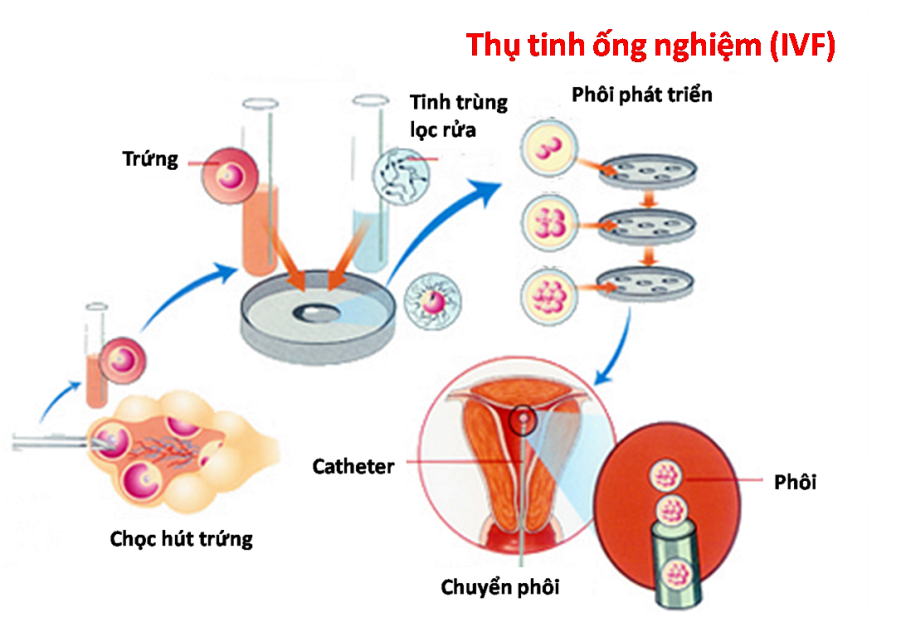 Thụ tinh ống nghiệm (IVF)
Tinh trùng
lọc rửa
Phôi phát triển
Trứng
Catheter
Phôi
Chọc hút trứng
Chuyển phôi